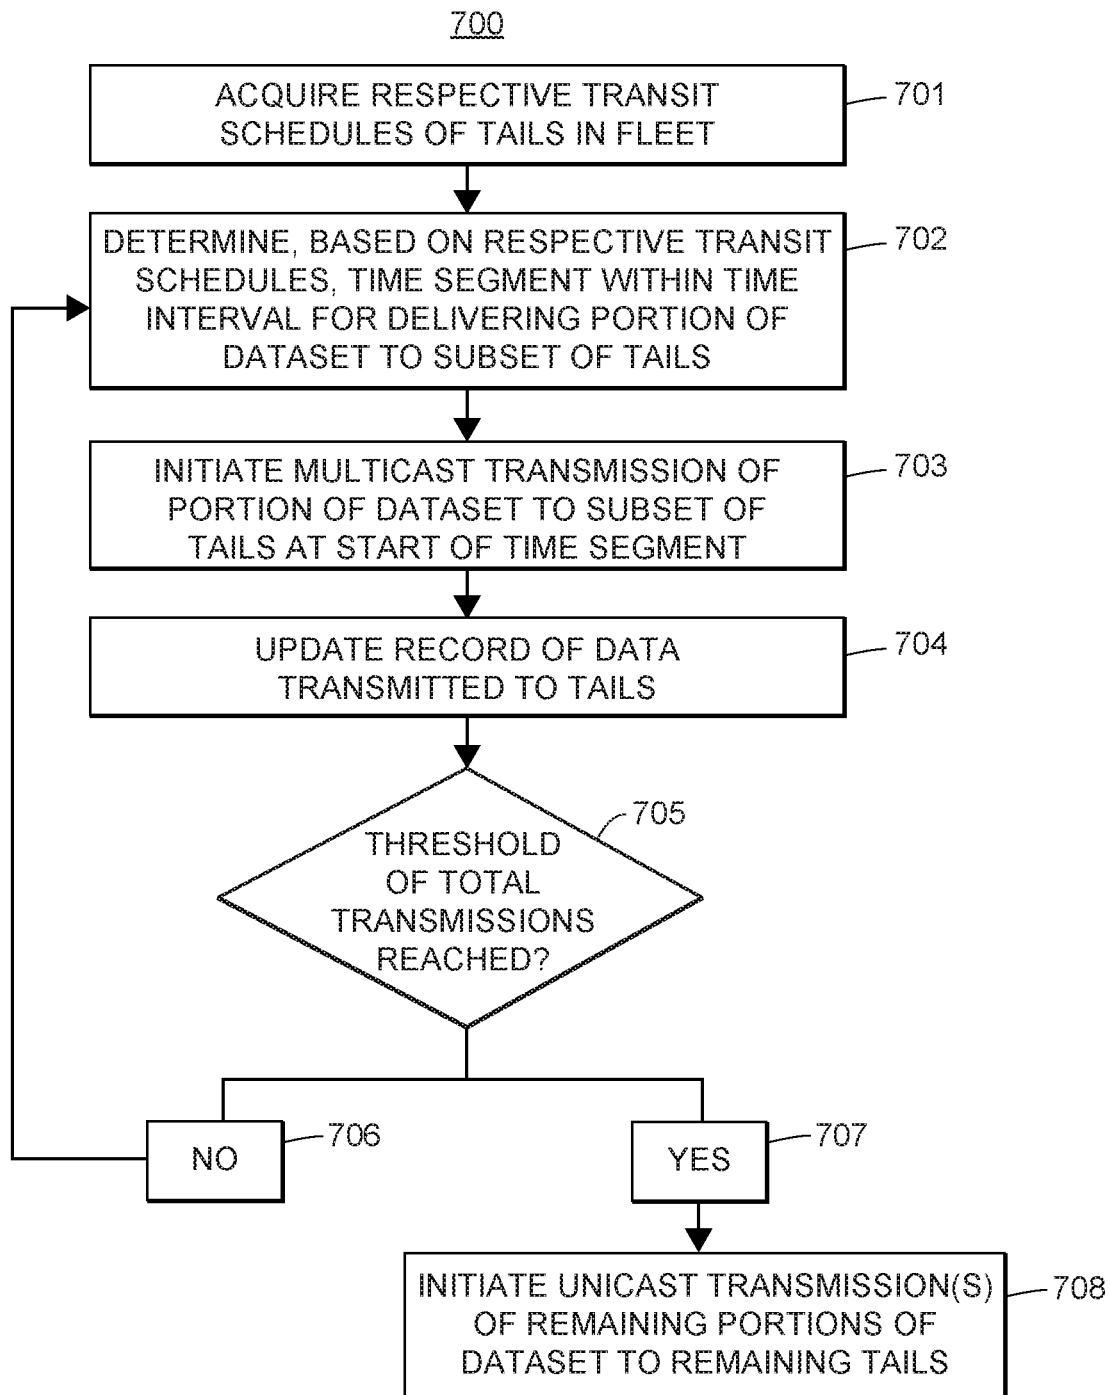 700
ACQUIRE RESPECTIVE TRANSIT
SCHEDULES OF TAILS IN FLEET
701
DETERMINE, BASED ON RESPECTIVE TRANSIT
SCHEDULES, TIME SEGMENT WITHIN TIME
INTERVAL FOR DELIVERING PORTION OF
DATASET TO SUBSET OF TAILS
702
INITIATE MULTICAST TRANSMISSION OF
PORTION OF DATASET TO SUBSET OF
TAILS AT START OF TIME SEGMENT
703
UPDATE RECORD OF DATA
TRANSMITTED TO TAILS
704
THRESHOLD
OF TOTAL
TRANSMISSIONS
REACHED?
705
NO
706
YES
707
INITIATE UNICAST TRANSMISSION(S)
OF REMAINING PORTIONS OF
DATASET TO REMAINING TAILS
708